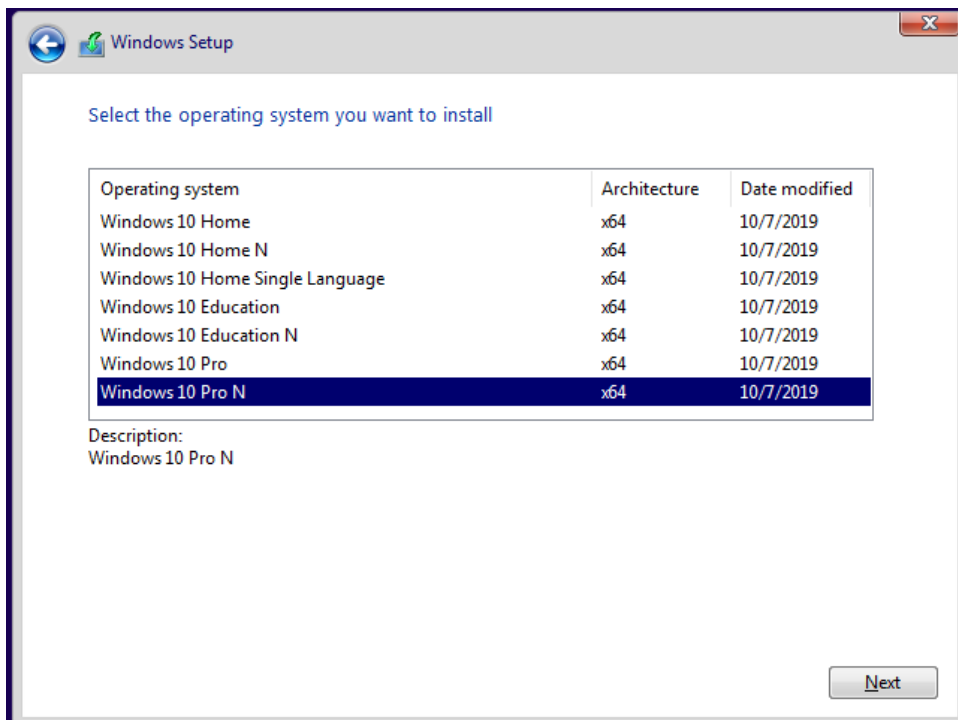 Windows Setup
Select the operating system you want to install
Operating system Architecture Date modified
Windows 10 Home x64 10/7/2019
Windows 10 Home N x64 10/7/2019
Windows 10 Home Single Language x64 10/7/2019
Windows 10 Education x64 10/7/2019
Windows 10 Education N x64 10/7/2019
Windows 10 Pro x64 10/7/2019
Windows 10 Pro N x64 10/7/2019
Description:
Windows 10 Pro N
Next